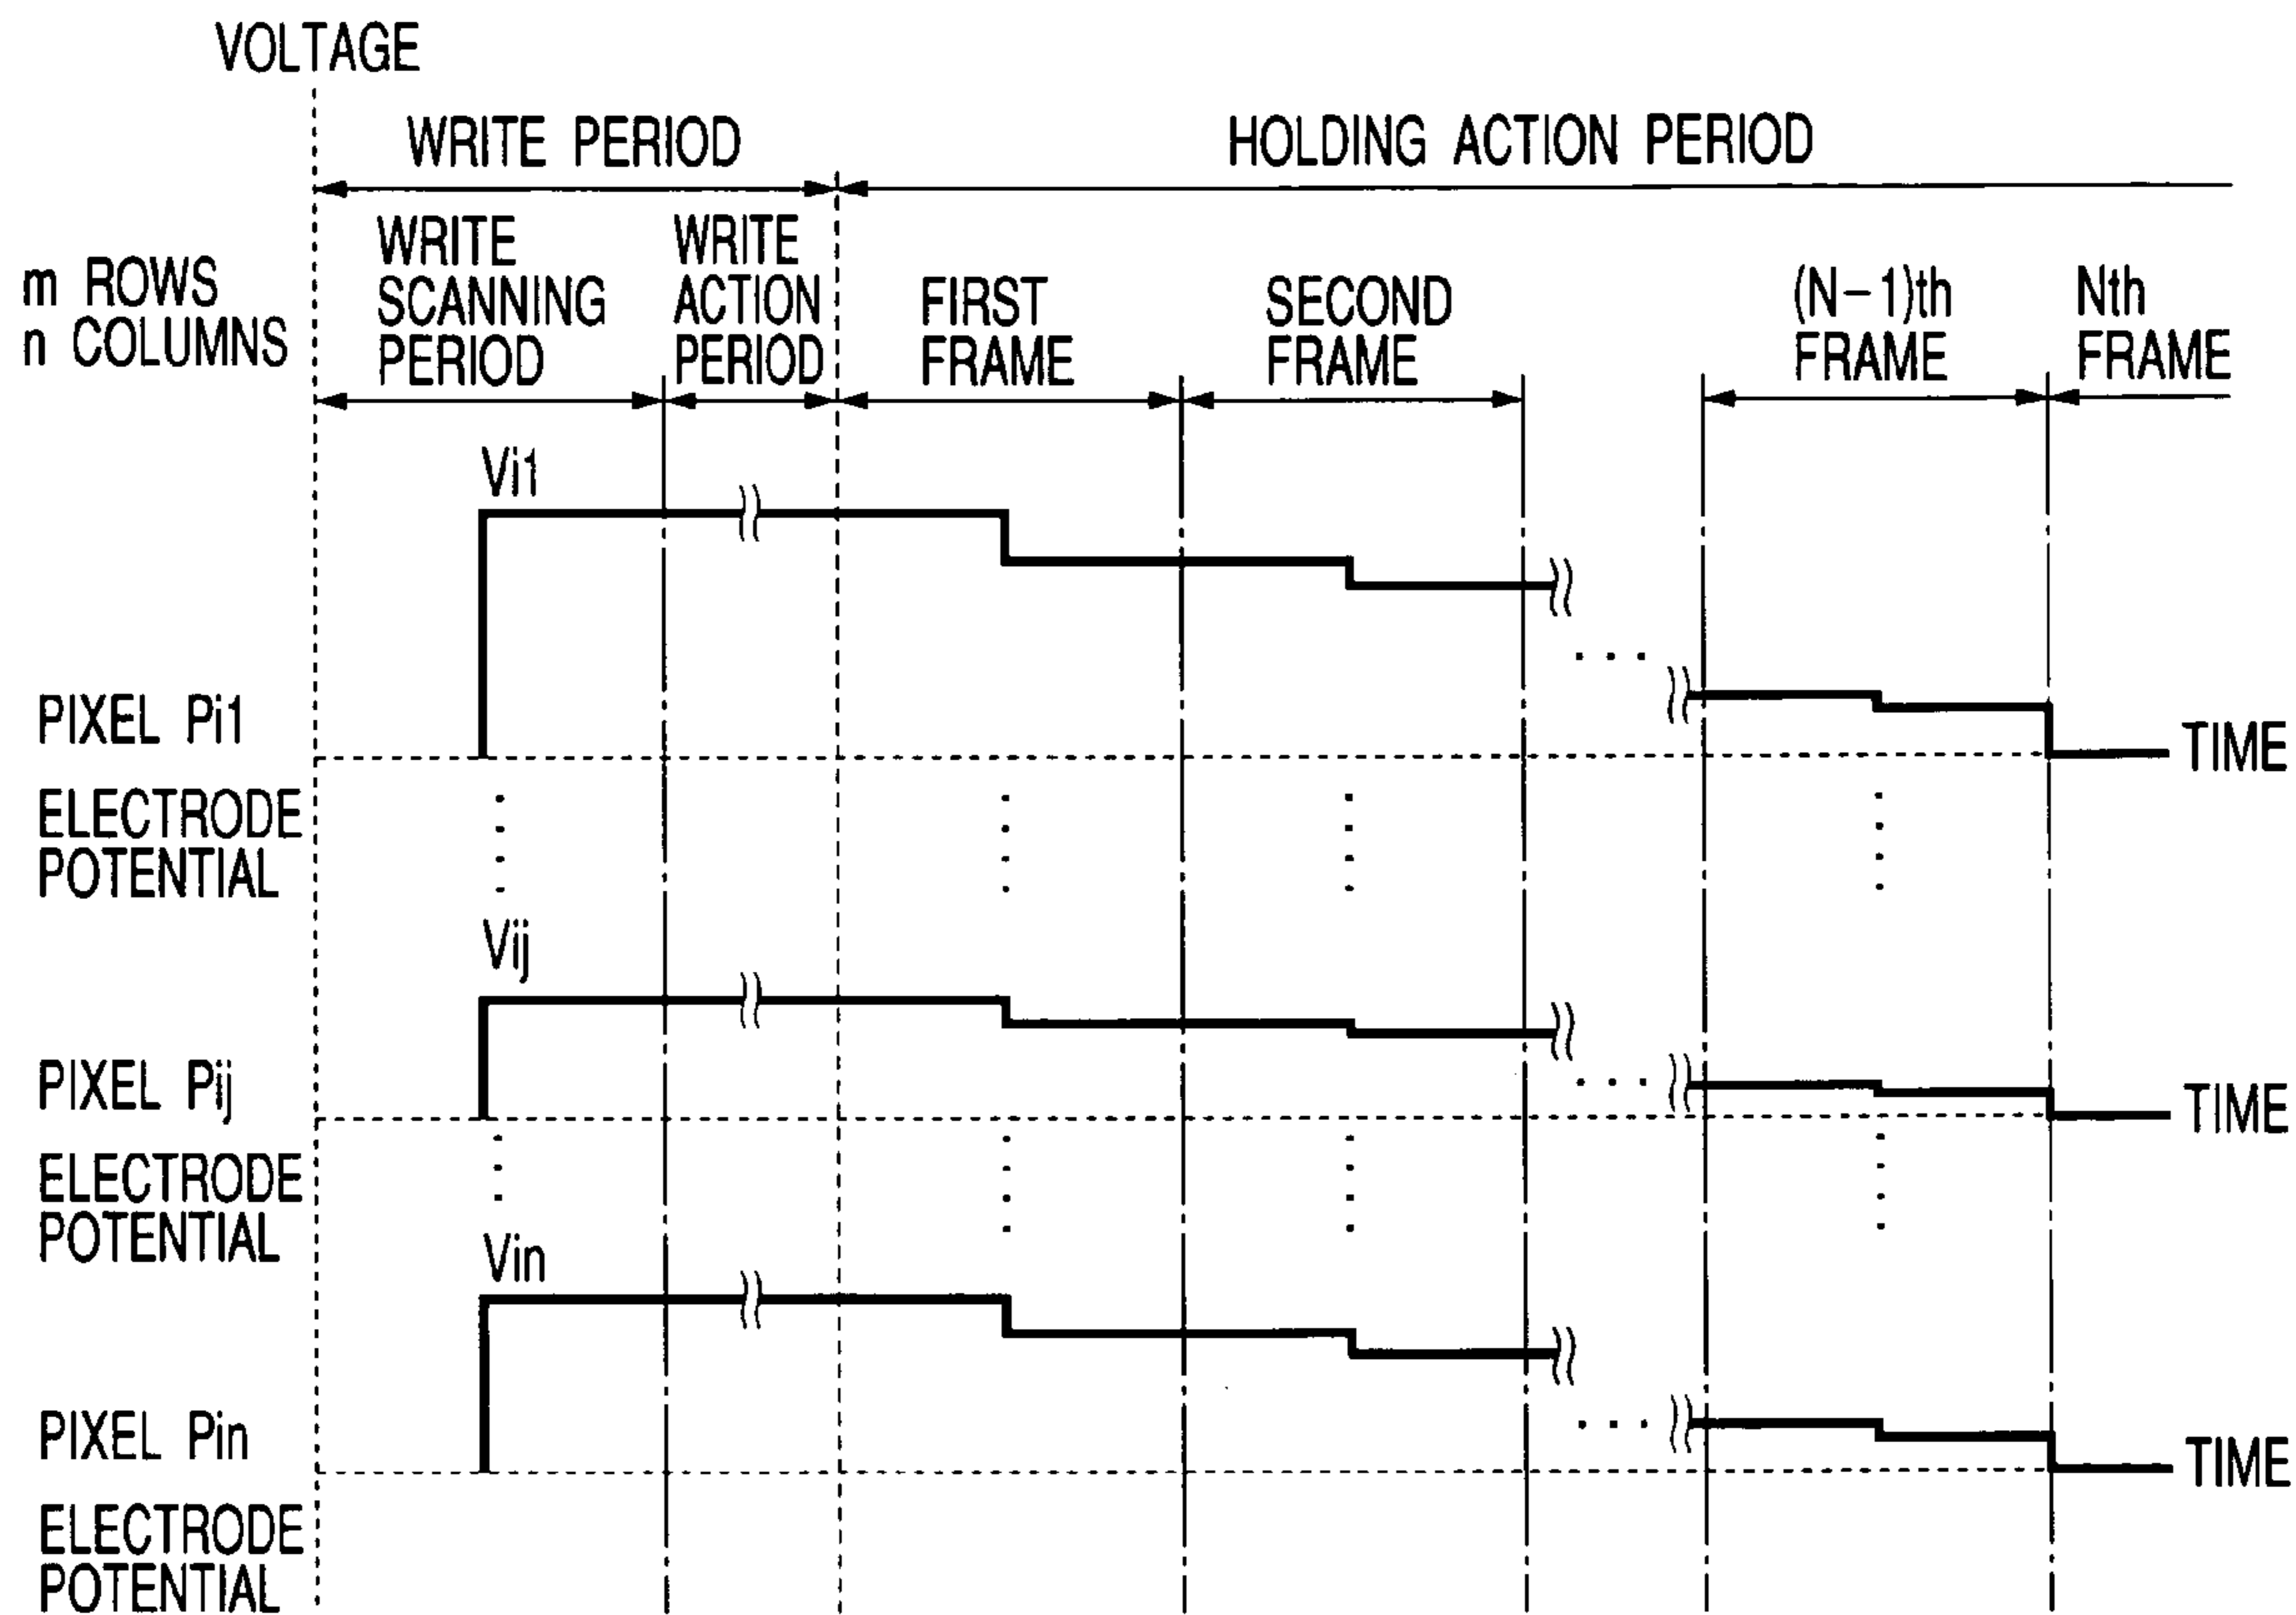 VOLTAGE
WRITE PERIOD
HOLDING ACTION PERIOD
m ROWS
n COLUMNS
WRITE
SCANNING
PERIOD
WRITE
ACTION
PERIOD
FIRST
FRAME
SECOND
FRAME
(N-1)th
FRAME
Nth
FRAME
Vi1
PIXEL Pi1
TIME
ELECTRODE
POTENTIAL
Vij
PIXEL Pij
TIME
ELECTRODE
POTENTIAL
Vin
PIXEL Pin
TIME
ELECTRODE
POTENTIAL